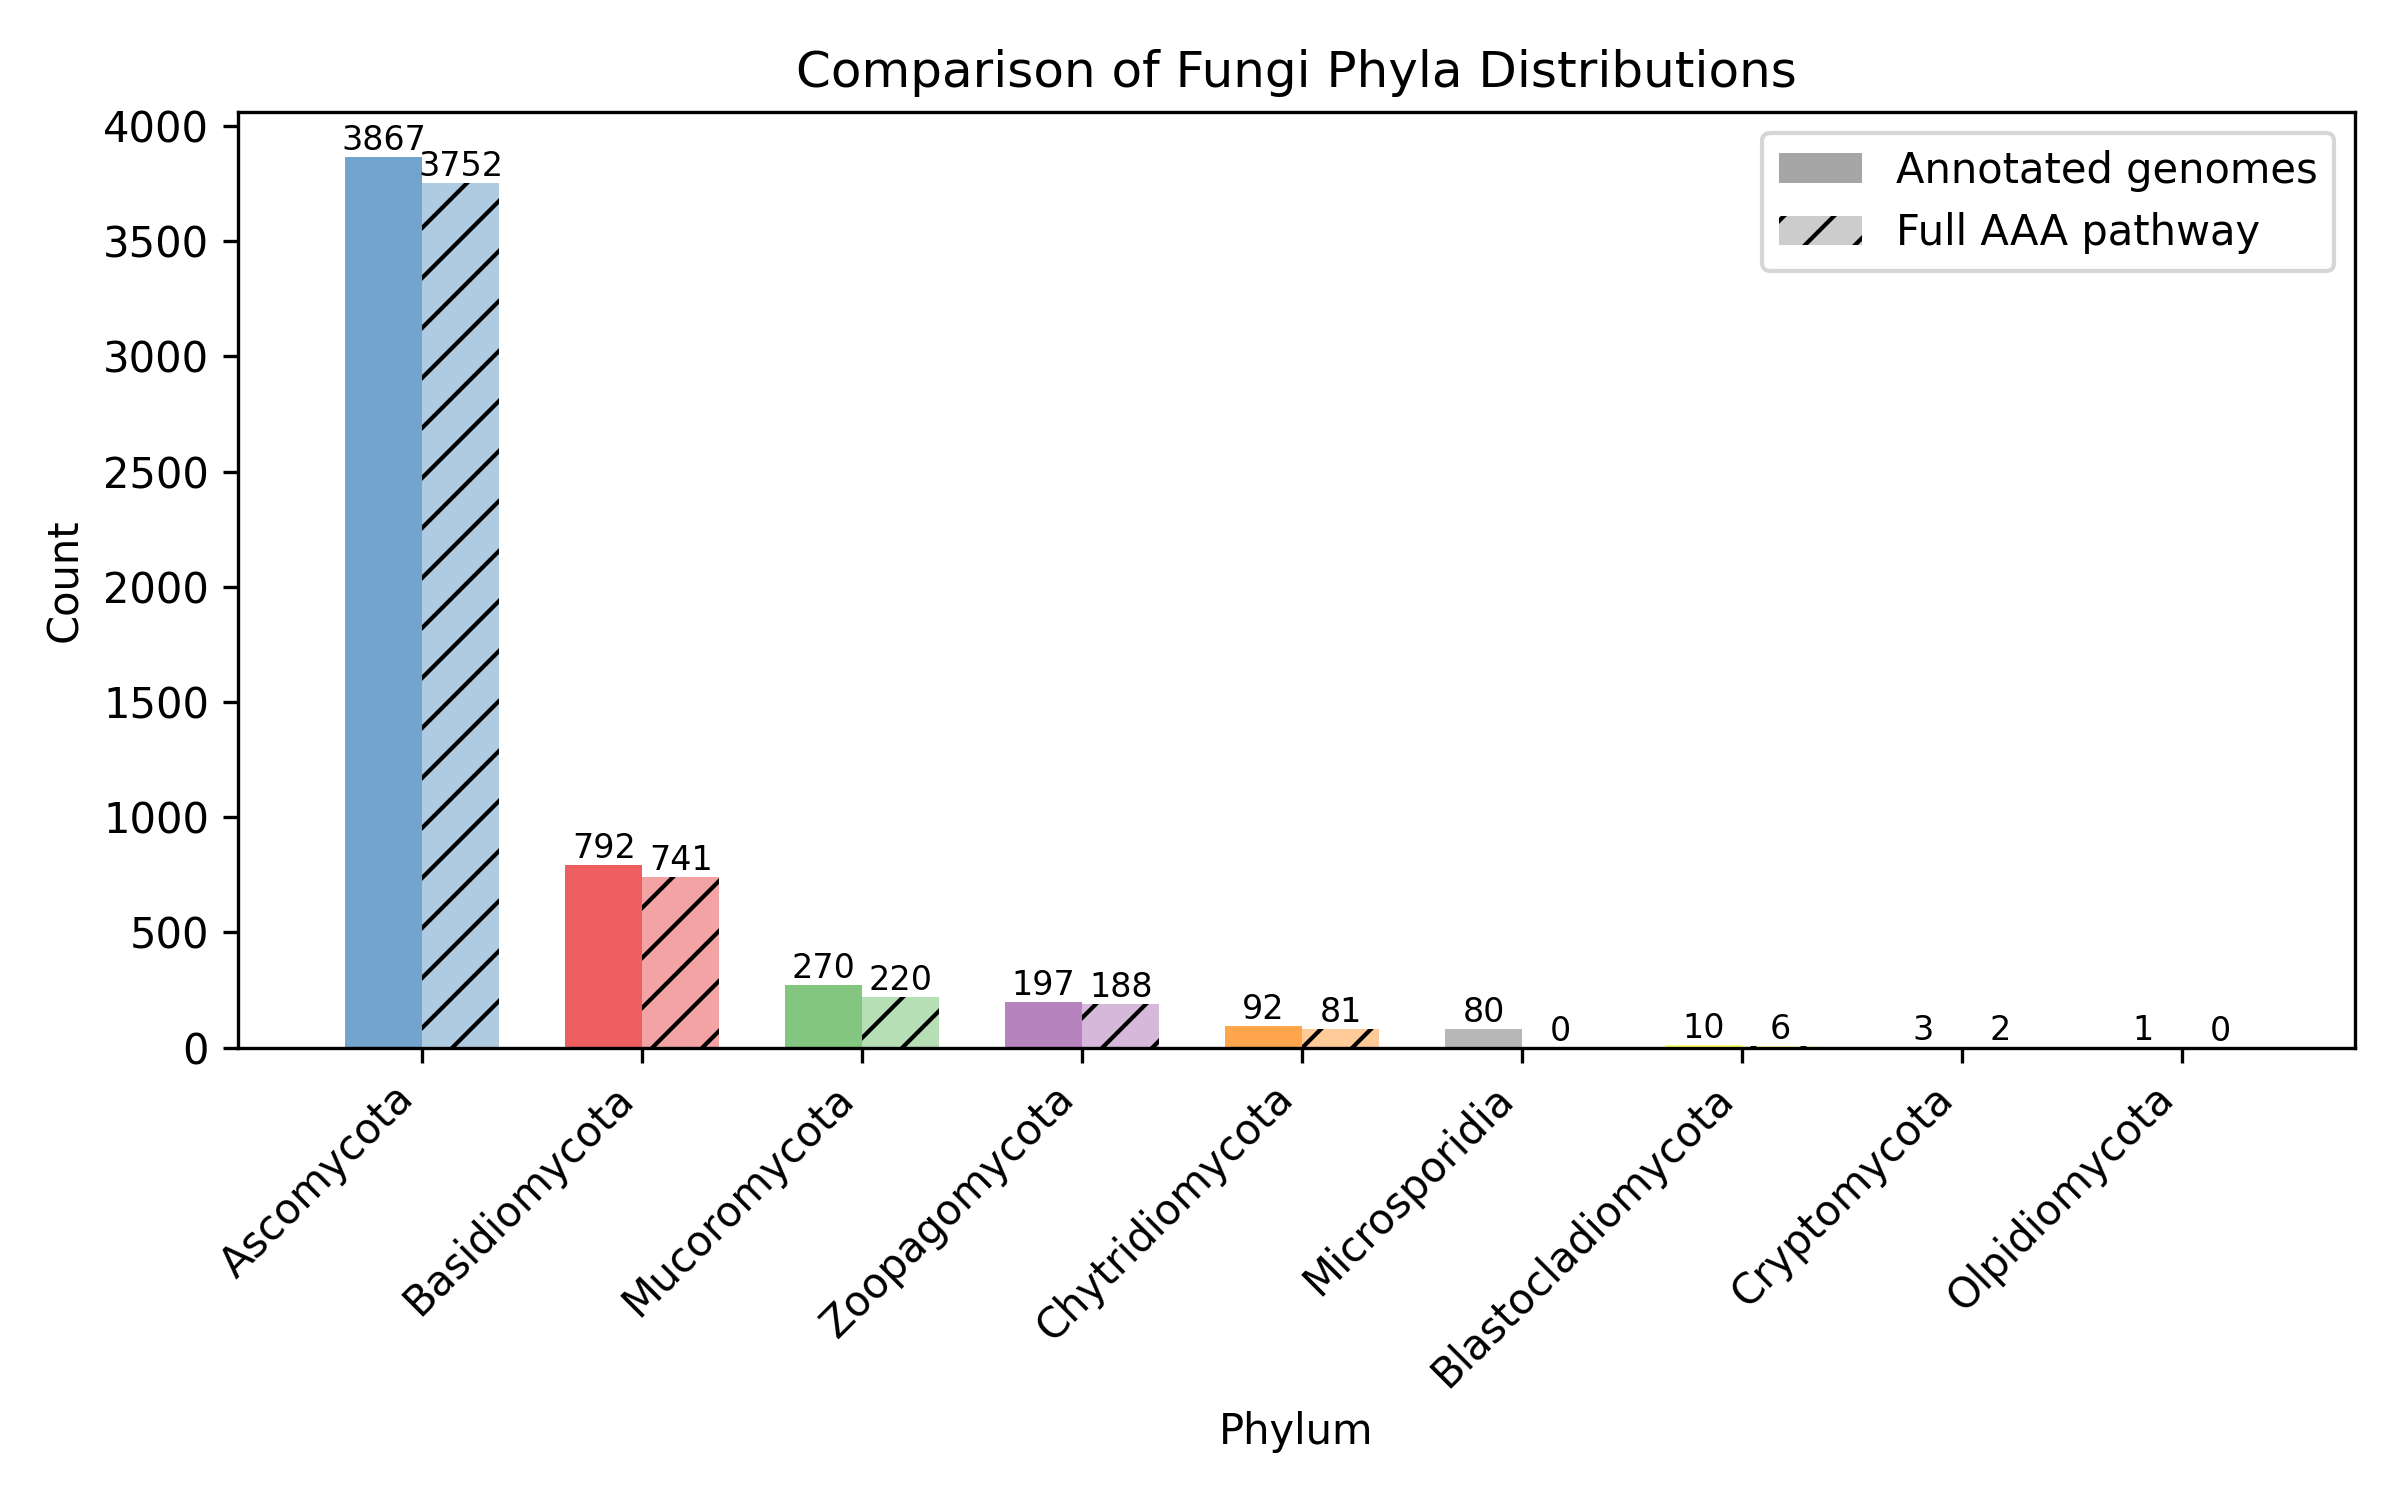 Comparison of Fungi Phyla Distributions
4000
3500
3000
2500
2000
1500
1000
500
0
Count
3867
3752
792
741
270
220
197
188
92
81
80
0
10
6
3
2
1
0
Annotated genomes
Full AAA pathway
Ascomycota
Basidiomycota
Mucoromycota
Zoopagomycota
Chytridiomycota
Microsporidia
Blastocladiomycota
Cryptomycota
Olpidiomycota
Phylum